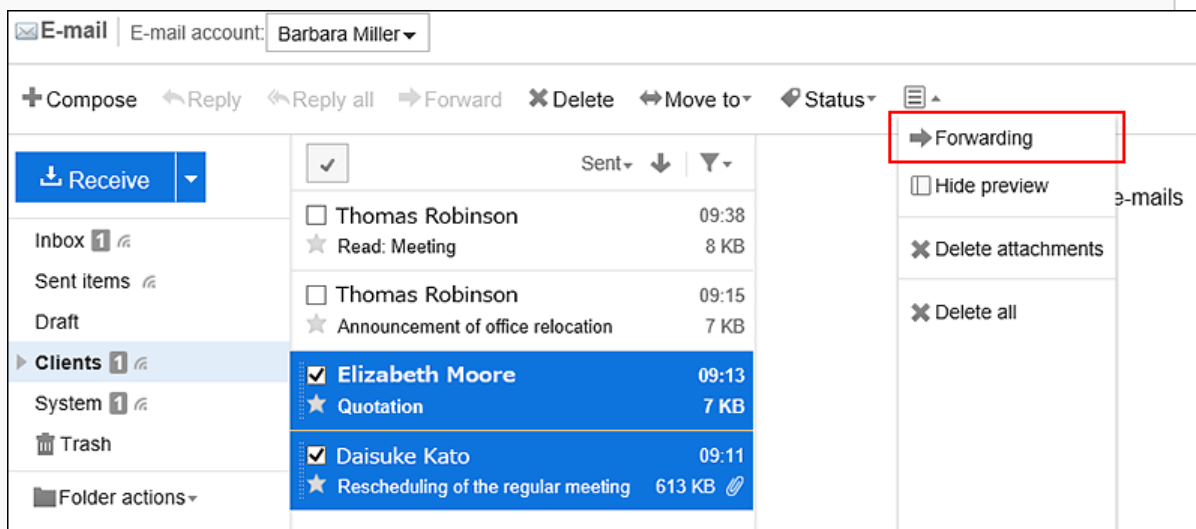 E-mail E-mail account: Barbara Miller
Compose Reply Reply all Forward Delete Move to Status
Forwarding
Receive Sent
Hide preview
e-mails
Thomas Robinson 09:38
Inbox 1
Read: Meeting 8 KB
Delete attachments
Sent items
Thomas Robinson 09:15
Draft
Announcement of office relocation 7 KB
Delete all
Clients 1
Elizabeth Moore 09:13
System 1
Quotation 7 KB
Trash
Daisuke Kato 09:11
Rescheduling of the regular meeting 613 KB
Folder actions